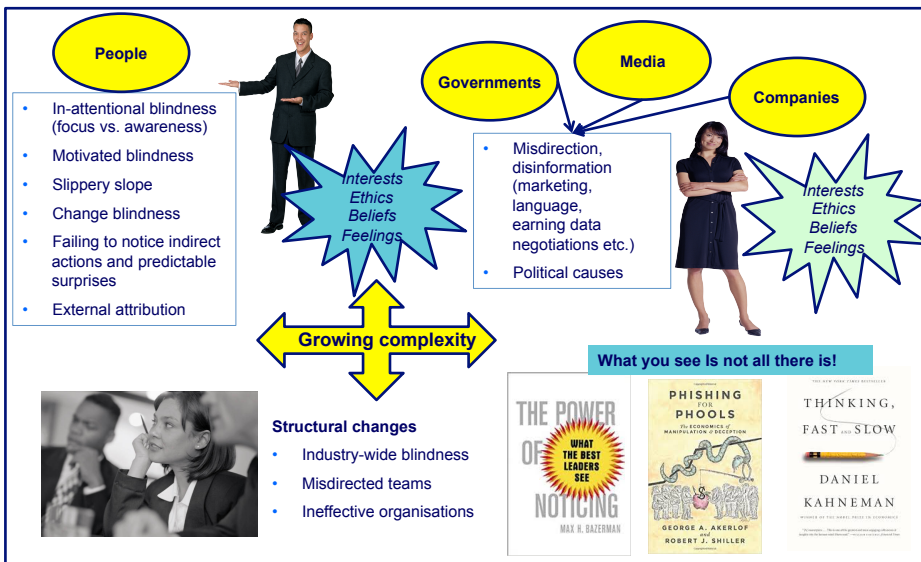 People
In-attentional blindness
(focus vs. awareness)
Motivated blindness
Slippery slope
Change blindness
Failing to notice indirect
actions and predictable
surprises
External attribution
Interests
Ethics
Beliefs
Feelings
Governments
Media
Companies
Misdirection,
disinformation
(marketing,
language,
earning data
negotiations etc.)
Political causes
Interests
Ethics
Beliefs
Feelings
Growing complexity
Structural changes
Industry-wide blindness
Misdirected teams
Ineffective organisations
What you see Is not all there is!
THE POWER
OF
WHAT
THE BEST
LEADERS
SEE
NOTICING
MAX H. BAZERMAN
PHISHING
FOR
PHOOLS
The ECONOMICS of
MANIPULATION & DECEPTION
$
GEORGE A. AKERLOF
and
ROBERT J. SHILLER
THE NEW YORK TIMES BESTSELLER
THINKING,
FAST AND SLOW
DANIEL
KAHNEMAN
WINNER OF THE NOBEL PRIZE IN ECONOMICS